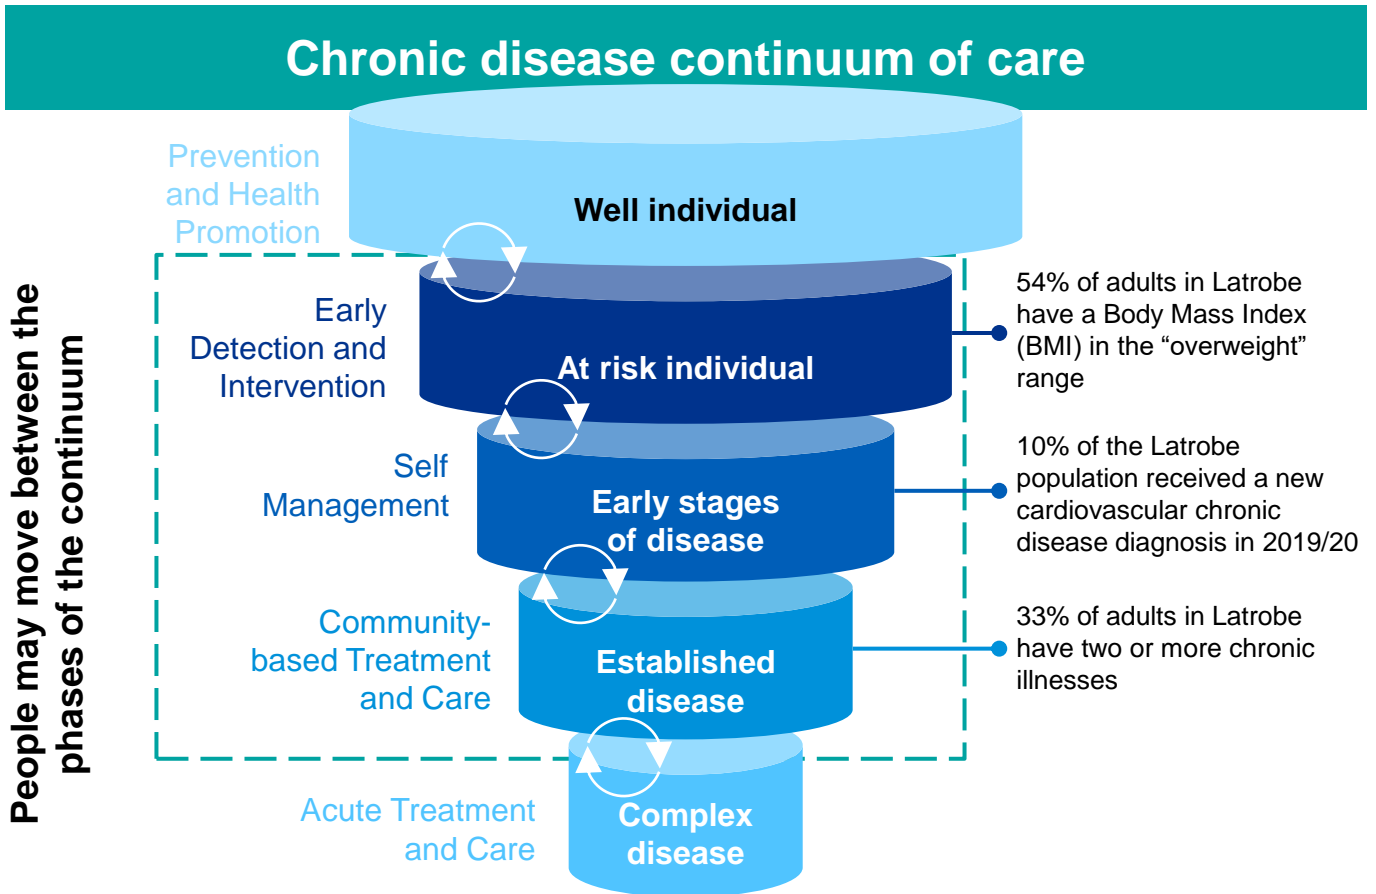 Chronic disease continuum of care
People may move between the
phases of the continuum
Prevention
and Health
Promotion
Well individual
Early
Detection and
Intervention
At risk individual
54% of adults in Latrobe
have a Body Mass Index
(BMI) in the “overweight”
range
Self
Management
Early stages
of disease
10% of the Latrobe
population received a new
cardiovascular chronic
disease diagnosis in 2019/20
Community-
based Treatment
and Care
Established
disease
33% of adults in Latrobe
have two or more chronic
illnesses
Acute Treatment
and Care
Complex
disease